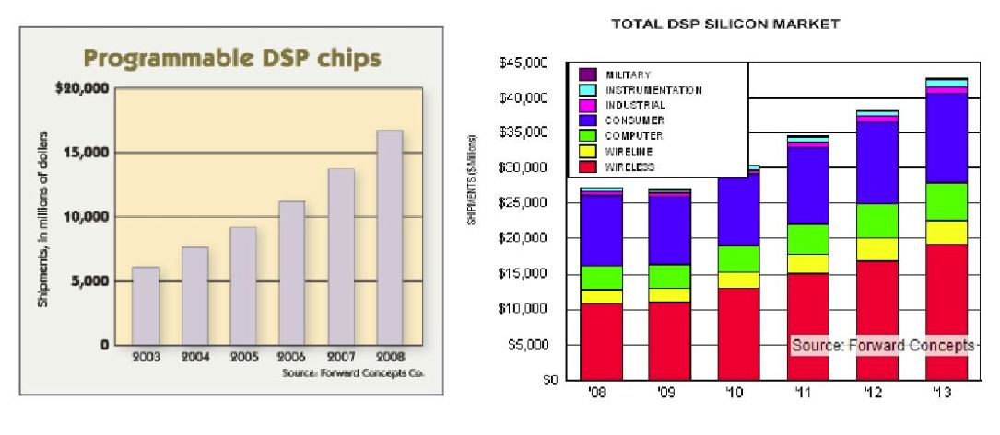 Programmable DSP chips
Shipments, in millions of dollars
$20,000
15,000
10,000
5,000
0
2003 2004 2005 2006 2007 2008
Source: Forward Concepts Co.
TOTAL DSP SILICON MARKET
SHIPMENTS ($ Millions)
$45,000
$40,000
$35,000
$30,000
$25,000
$20,000
$15,000
$10,000
$5,000
$0
MILITARY
INSTRUMENTATION
INDUSTRIAL
CONSUMER
COMPUTER
WIRELINE
WIRELESS
Source: Forward Concepts
'08 '09 '10 '11 '12 '13